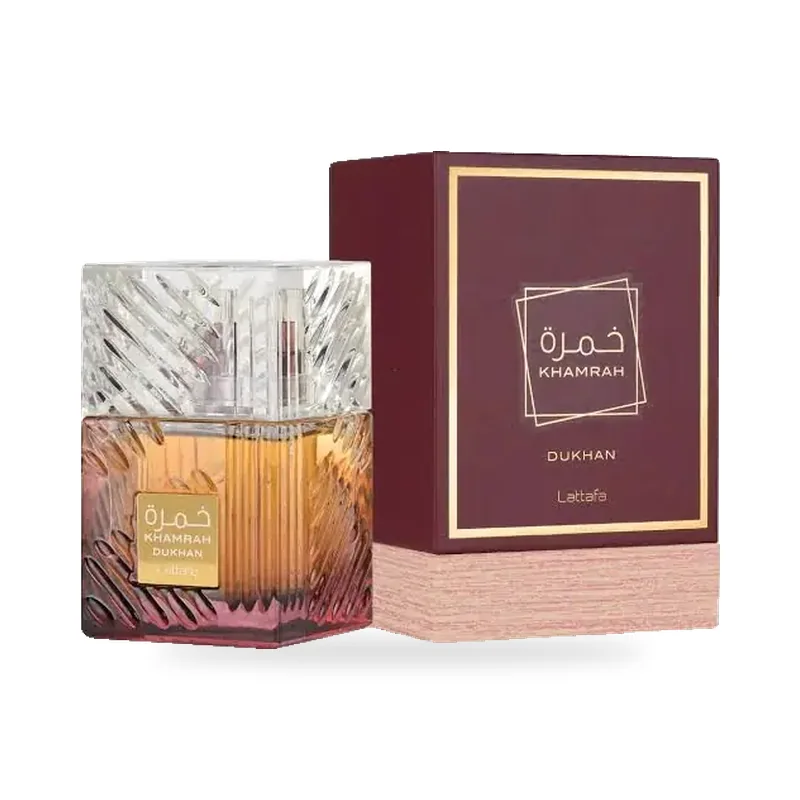 خمرة
KHAMRAH
DUKHAN
Lattafa
خمرة
KHAMRAH
DUKHAN
Lattafa